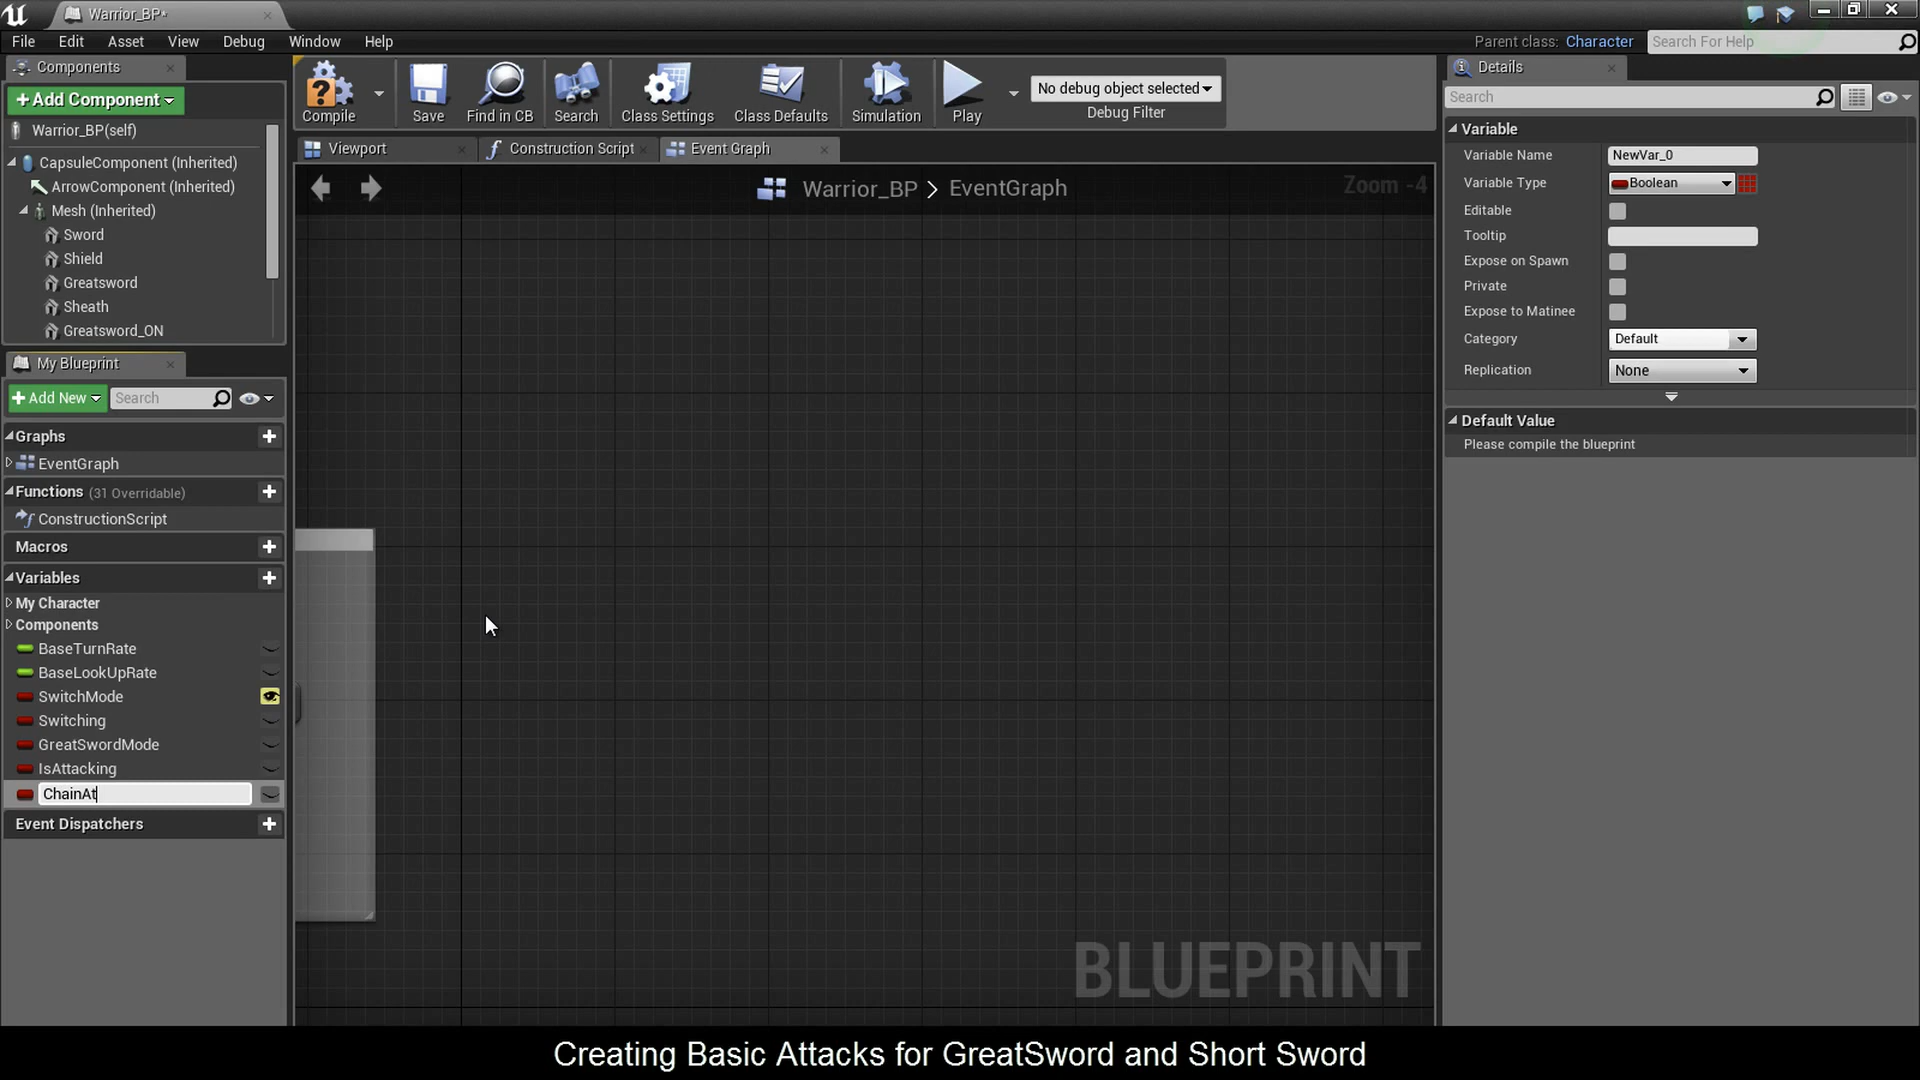 Warrior_BP*
File Edit Asset View Debug Window Help
Parent class: Character Search For Help
Components
+Add Component
Warrior_BP(self)
CapsuleComponent (Inherited)
ArrowComponent (Inherited)
Mesh (Inherited)
Sword
Shield
Greatsword
Sheath
Greatsword_ON
My Blueprint
+Add New Search
Graphs
EventGraph
Functions (31 Overridable)
ConstructionScript
Macros
Variables
My Character
Components
BaseTurnRate
BaseLookUpRate
SwitchMode
Switching
GreatSwordMode
IsAttacking
ChainAt
Event Dispatchers
Compile Save Find in CB Search Class Settings Class Defaults Simulation Play
No debug object selected
Debug Filter
Viewport Construction Script Event Graph
Warrior_BP > EventGraph
Zoom -4
BLUEPRINT
Details
Search
Variable
Variable Name NewVar_0
Variable Type Boolean
Editable
Tooltip
Expose on Spawn
Private
Expose to Matinee
Category Default
Replication None
Default Value
Please compile the blueprint
Creating Basic Attacks for GreatSword and Short Sword